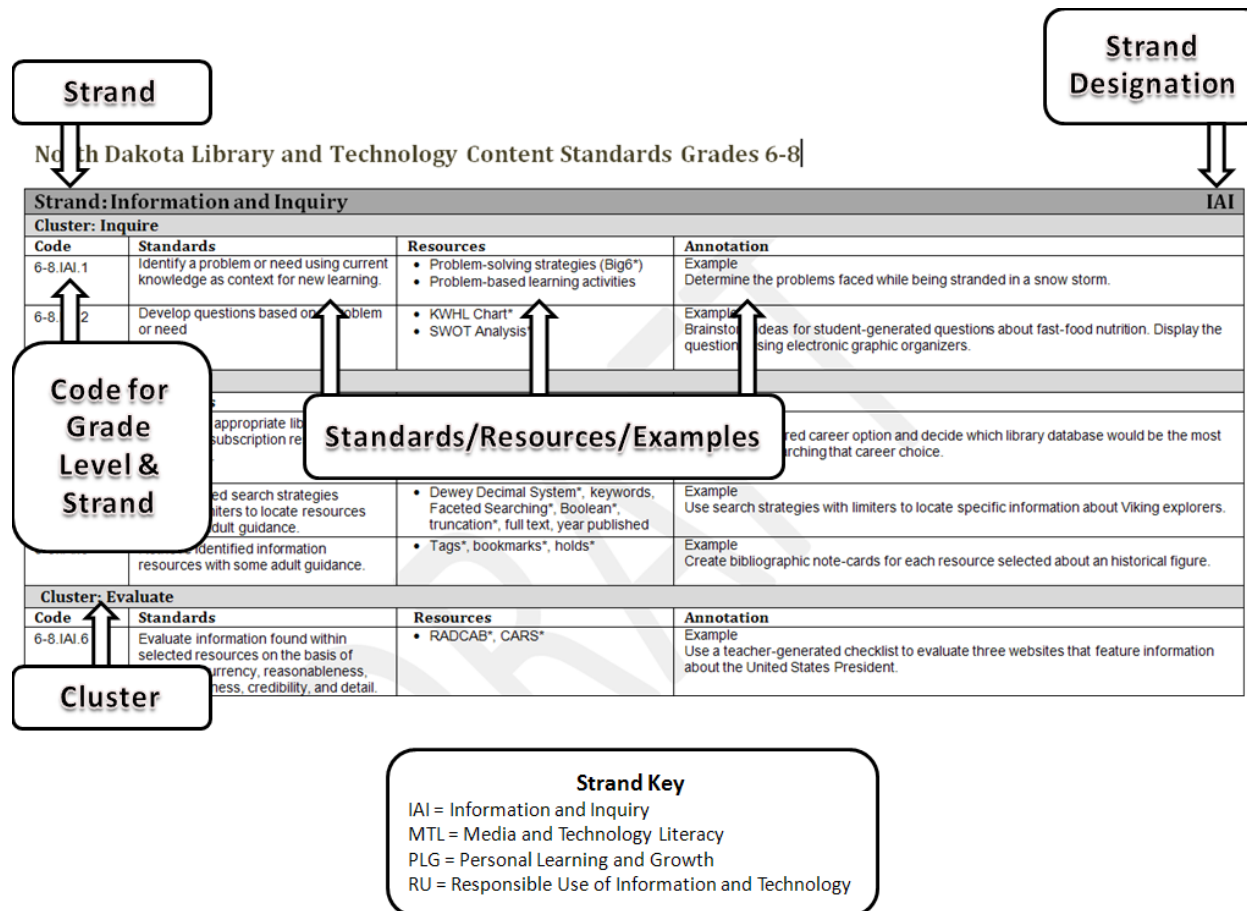 Strand
Strand
Designation
North Dakota Library and Technology Content Standards Grades 6-8
Strand: Information and Inquiry IAI
Cluster: Inquire
Code Standards Resources Annotation
6-8.IAI.1 Identify a problem or need using current knowledge as context for new learning. • Problem-solving strategies (Big6*) Example
• Problem-based learning activities Determine the problems faced while being stranded in a snow storm.
6-8. 2 Develop questions based on problem or need • KWHL Chart* Example
• SWOT Analysis Brainstorm ideas for student-generated questions about fast-food nutrition. Display the
using electronic graphic organizers.
Code for
Grade
Level &
Strand
Standards/Resources/Examples
appropriate
subscription
career option and decide which library database would be the most
that career choice.
search strategies
to locate resources
guidance.
• Dewey Decimal System*, keywords,
Faceted Searching*, Boolean*,
truncation*, full text, year published
Example
Use search strategies with limiters to locate specific information about Viking explorers.
identified information
resources with some adult guidance.
• Tags*, bookmarks*, holds*
Example
Create bibliographic note-cards for each resource selected about an historical figure.
Cluster: Evaluate
Code Standards Resources Annotation
6-8.IAI.6 Evaluate information found within
selected resources on the basis of
reasonableness,
credibility, and detail.
• RADCAB*, CARS*
Example
Use a teacher-generated checklist to evaluate three websites that feature information
about the United States President.
Cluster
DRAFT
Strand Key
IAI = Information and Inquiry
MTL = Media and Technology Literacy
PLG = Personal Learning and Growth
RU = Responsible Use of Information and Technology